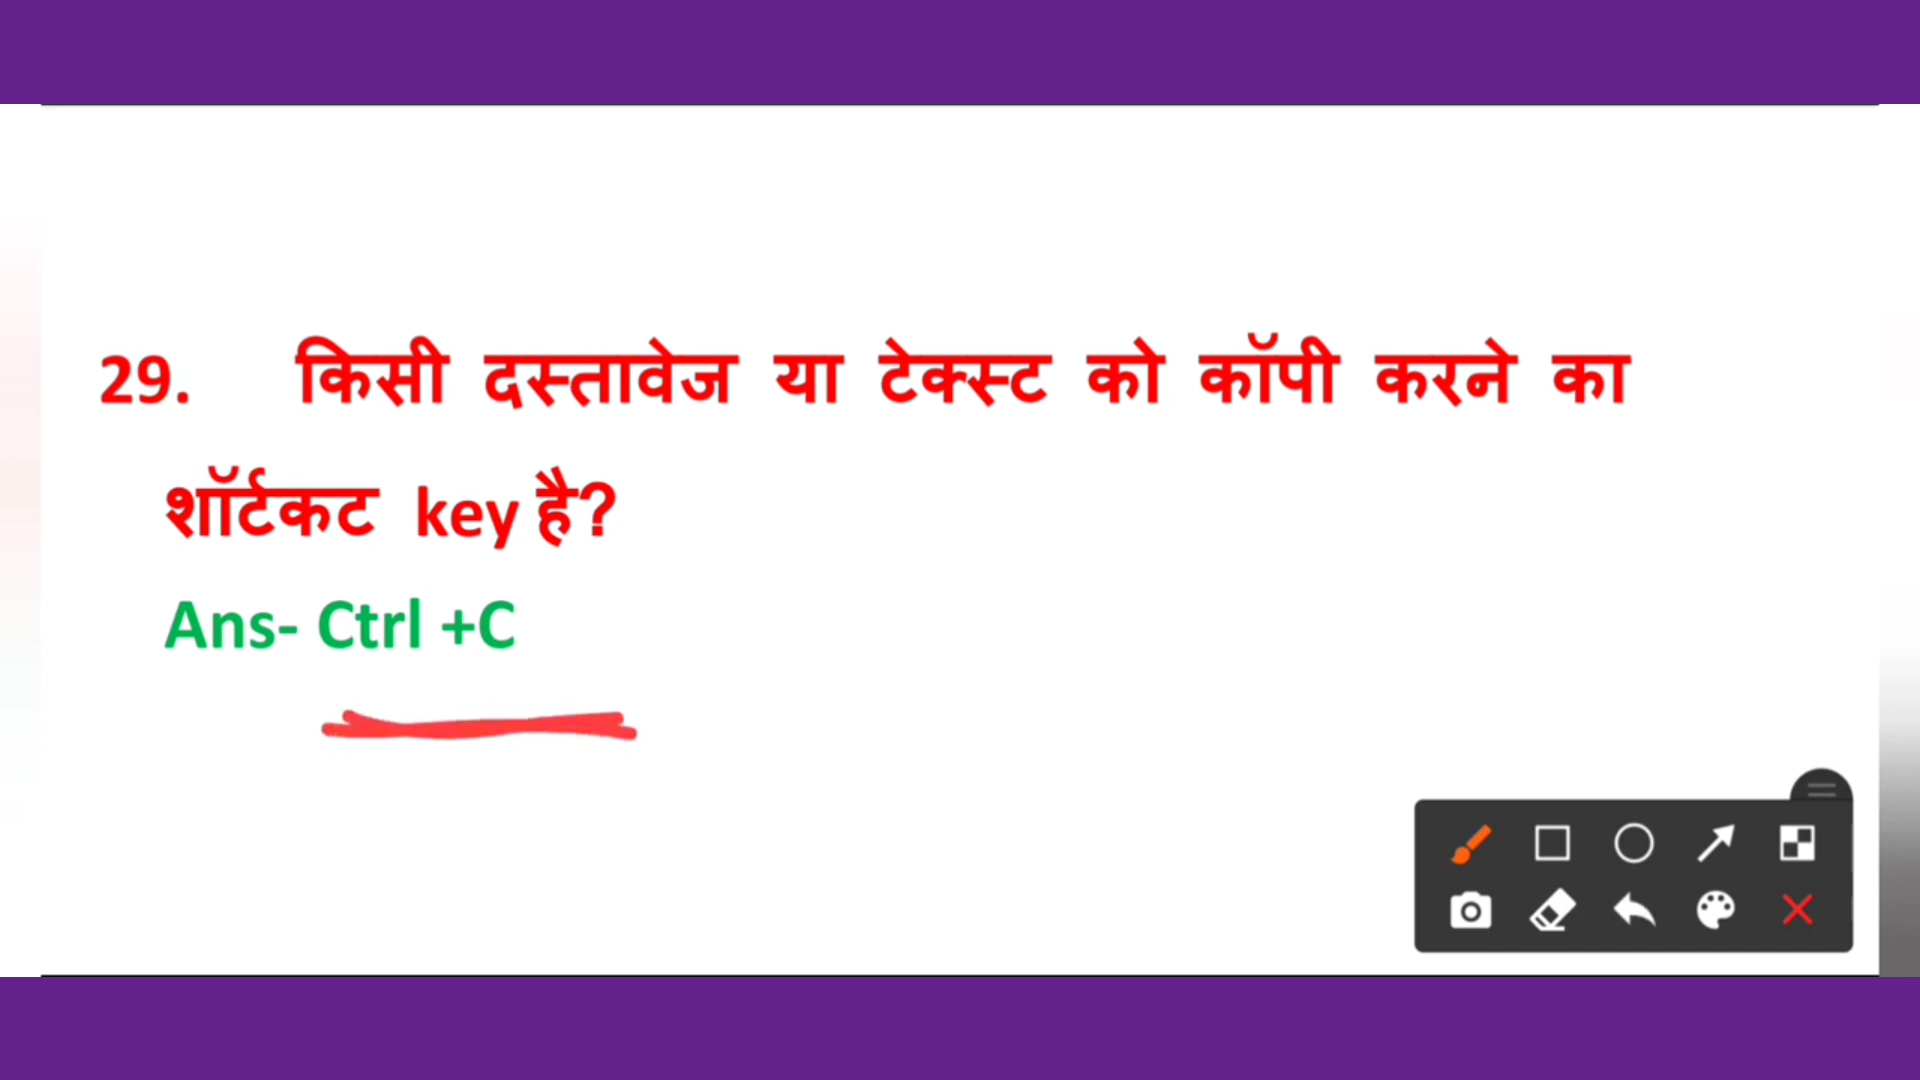 29. किसी दस्तावेज या टेक्स्ट को कॉपी करने का
शॉर्टकट key है?
Ans- Ctrl +C